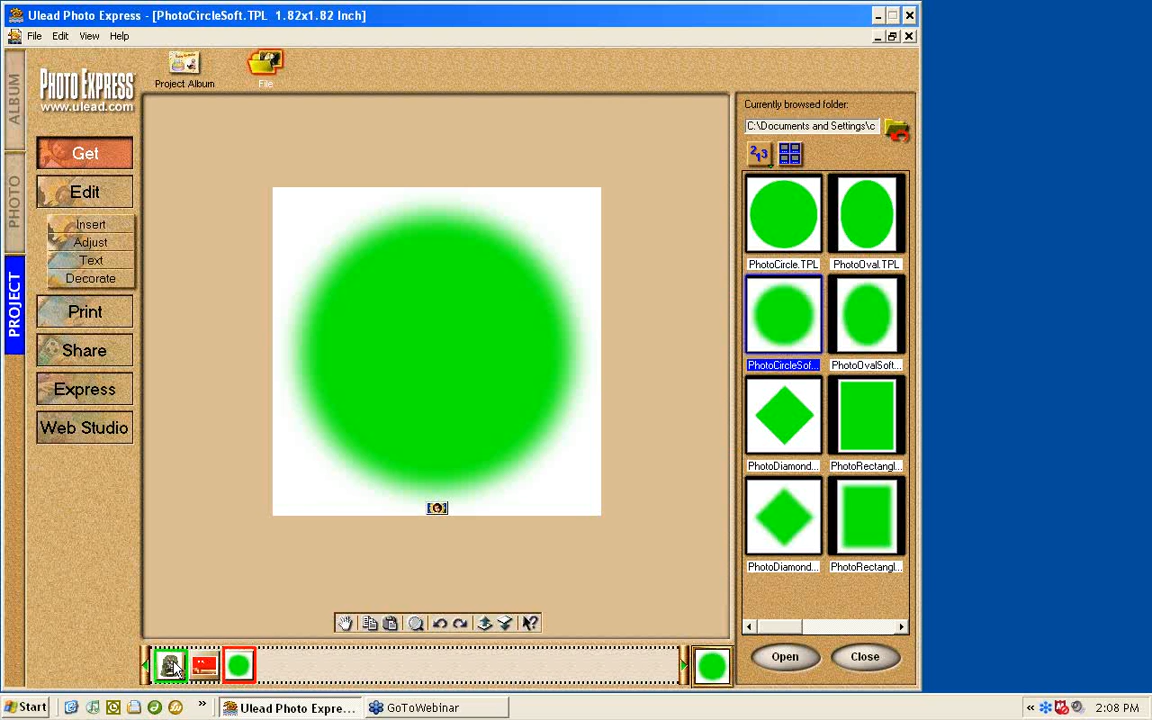 Ulead Photo Express - [PhotoCircleSoft.TPL 1.82x1.82 Inch]
File Edit View Help
Project Album
File
ALBUM
PHOTO
PROJECT
PHOTO EXPRESS
www.ulead.com
Get
Edit
Insert
Adjust
Text
Decorate
Print
Share
Express
Web Studio
Currently browsed folder:
C:\Documents and Settings\c
123
PhotoCircle.TPL PhotoOval.TPL
PhotoCircleSof... PhotoOvalSoft...
PhotoDiamond... PhotoRectangl...
PhotoDiamond... PhotoRectangl...
Open Close
Start
Ulead Photo Expre...
GoToWebinar
2:08 PM